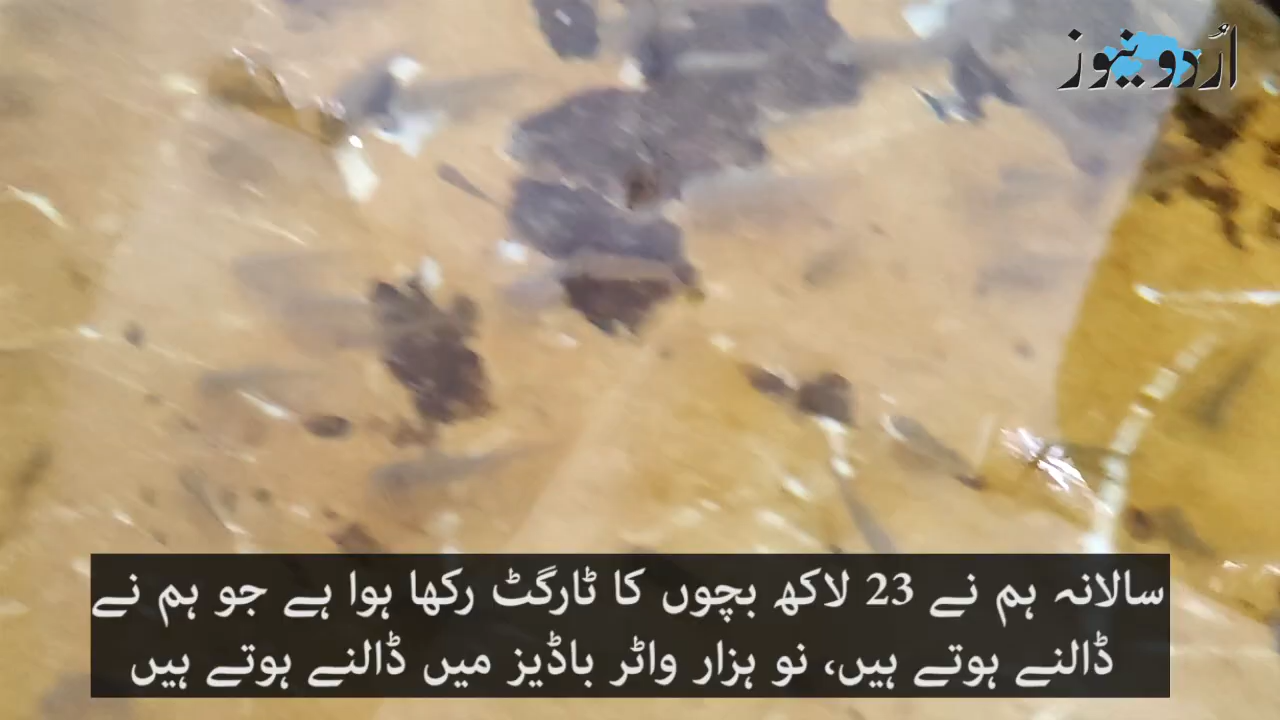 اُردو نیوز
سالانہ ہم نے 23 لاکھ بچوں کا ٹارگٹ رکھا ہوا ہے جو ہم نے
ڈالنے ہوتے ہیں، نو ہزار واٹر باڈیز میں ڈالنے ہوتے ہیں